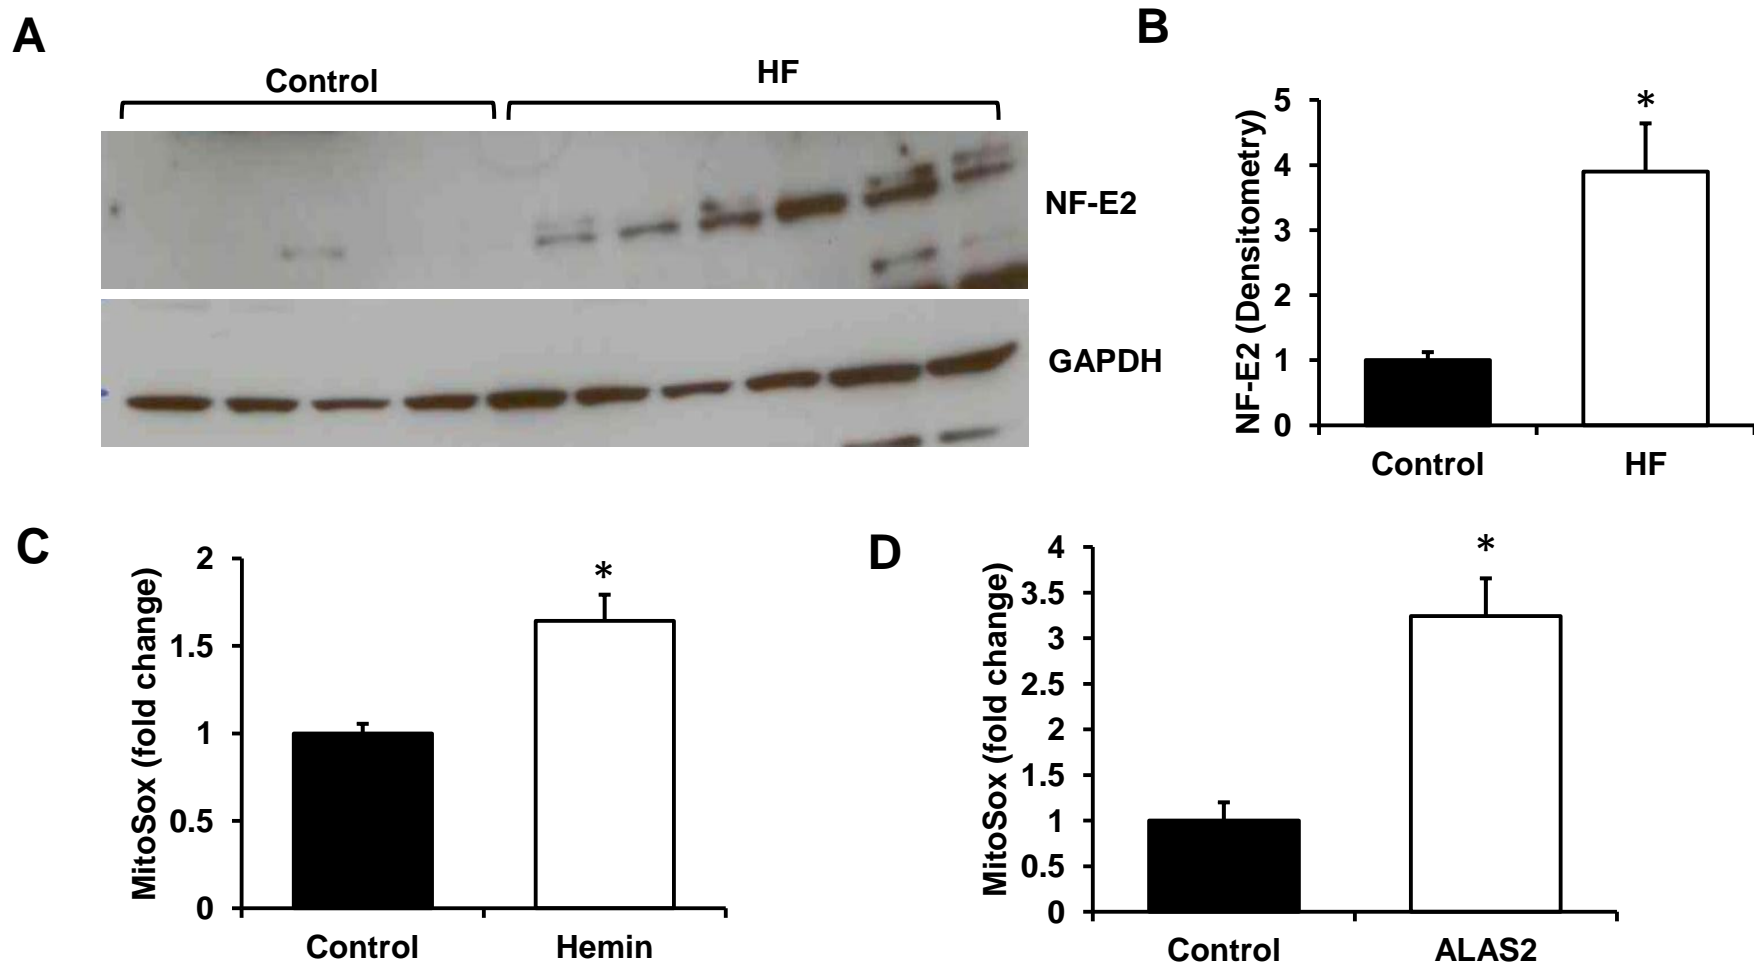 A
Control
HF
NF-E2
GAPDH
B
NF-E2 (Densitometry)
5
4
3
2
1
0
*
Control
HF
C
MitoSox (fold change)
2
1.5
1
0.5
0
*
Control
Hemin
D
MitoSox (fold change)
4
3.5
3
2.5
2
1.5
1
0.5
0
*
Control
ALAS2